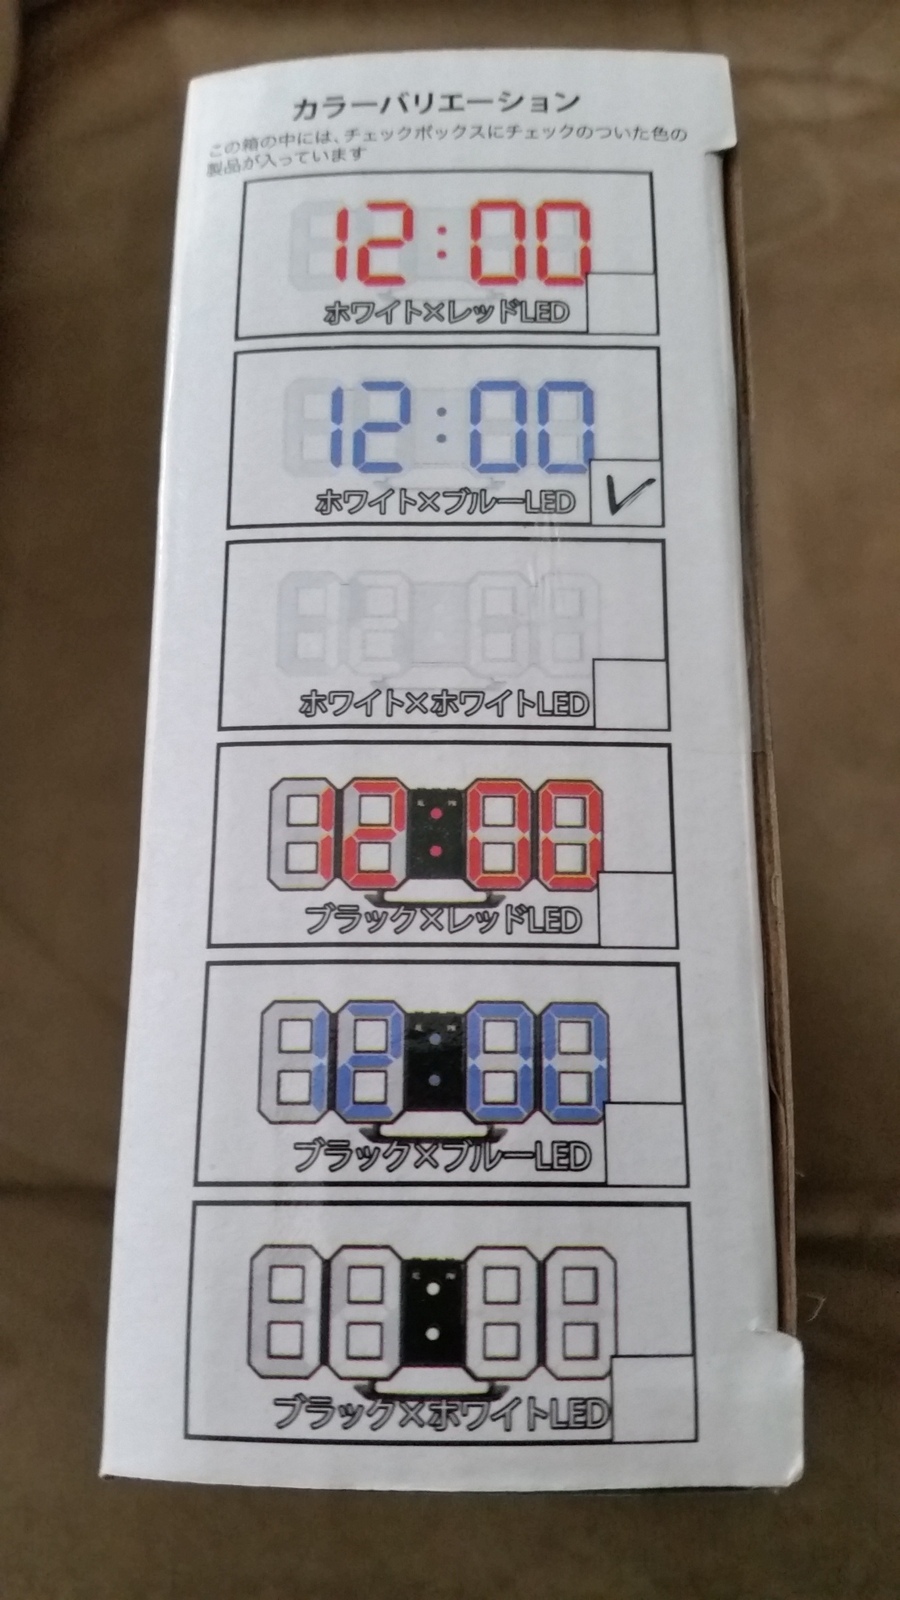 カラーバリエーション
この箱の中には、チェックボックスにチェックのついた色の
製品が入っています
12:00
ホワイト×レッドLED
12:00
ホワイト×ブルーLED
ホワイト×ホワイトLED
12:00
ブラック×レッドLED
12:00
ブラック×ブルーLED
88:88
ブラック×ホワイトLED